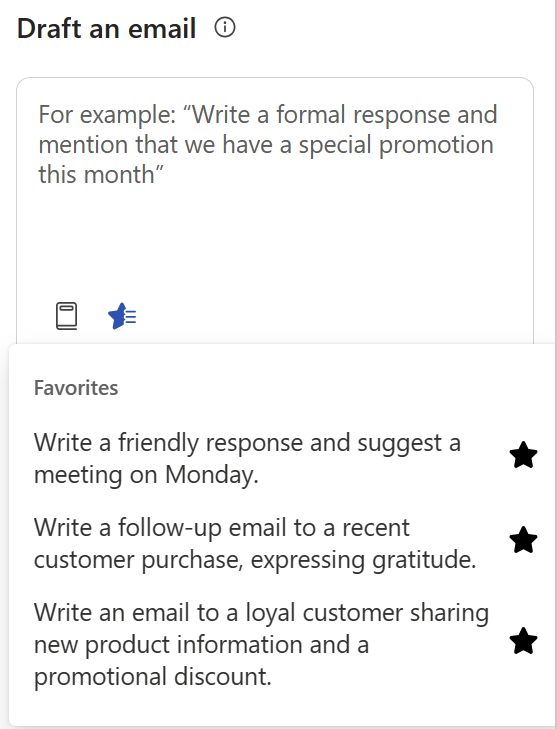 Draft an email
For example: “Write a formal response and
mention that we have a special promotion
this month”
Favorites
Write a friendly response and suggest a
meeting on Monday.
Write a follow-up email to a recent
customer purchase, expressing gratitude.
Write an email to a loyal customer sharing
new product information and a
promotional discount.